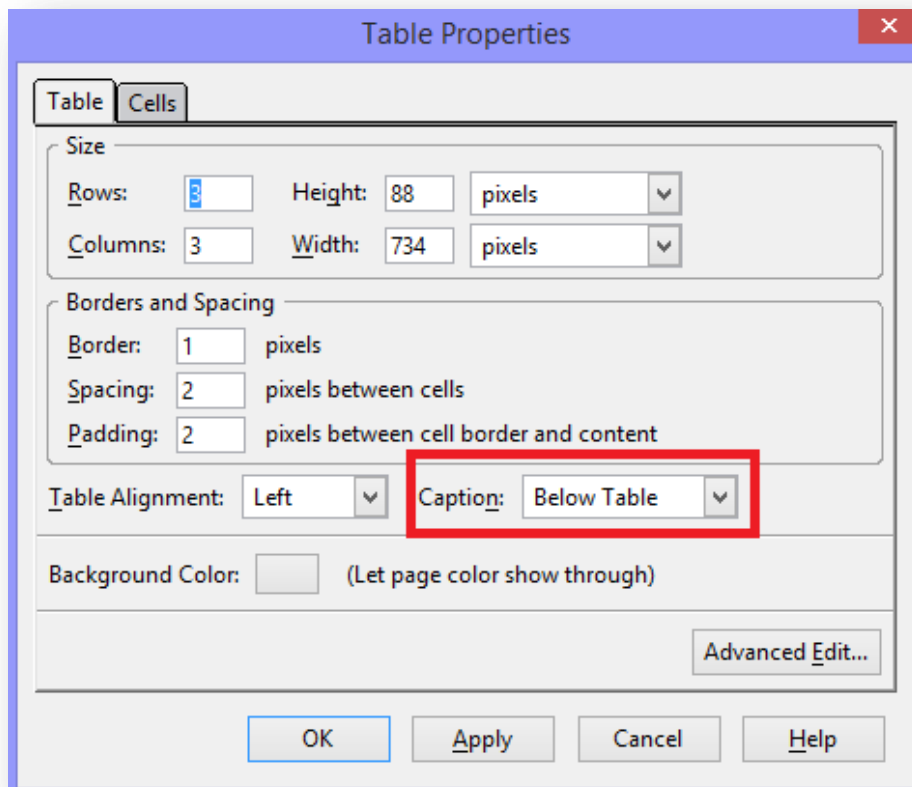 Table Properties
Table Cells
Size
Rows: 3 Height: 88 pixels
Columns: 3 Width: 734 pixels
Borders and Spacing
Border: 1 pixels
Spacing: 2 pixels between cells
Padding: 2 pixels between cell border and content
Table Alignment: Left Caption: Below Table
Background Color: (Let page color show through)
Advanced Edit...
OK Apply Cancel Help